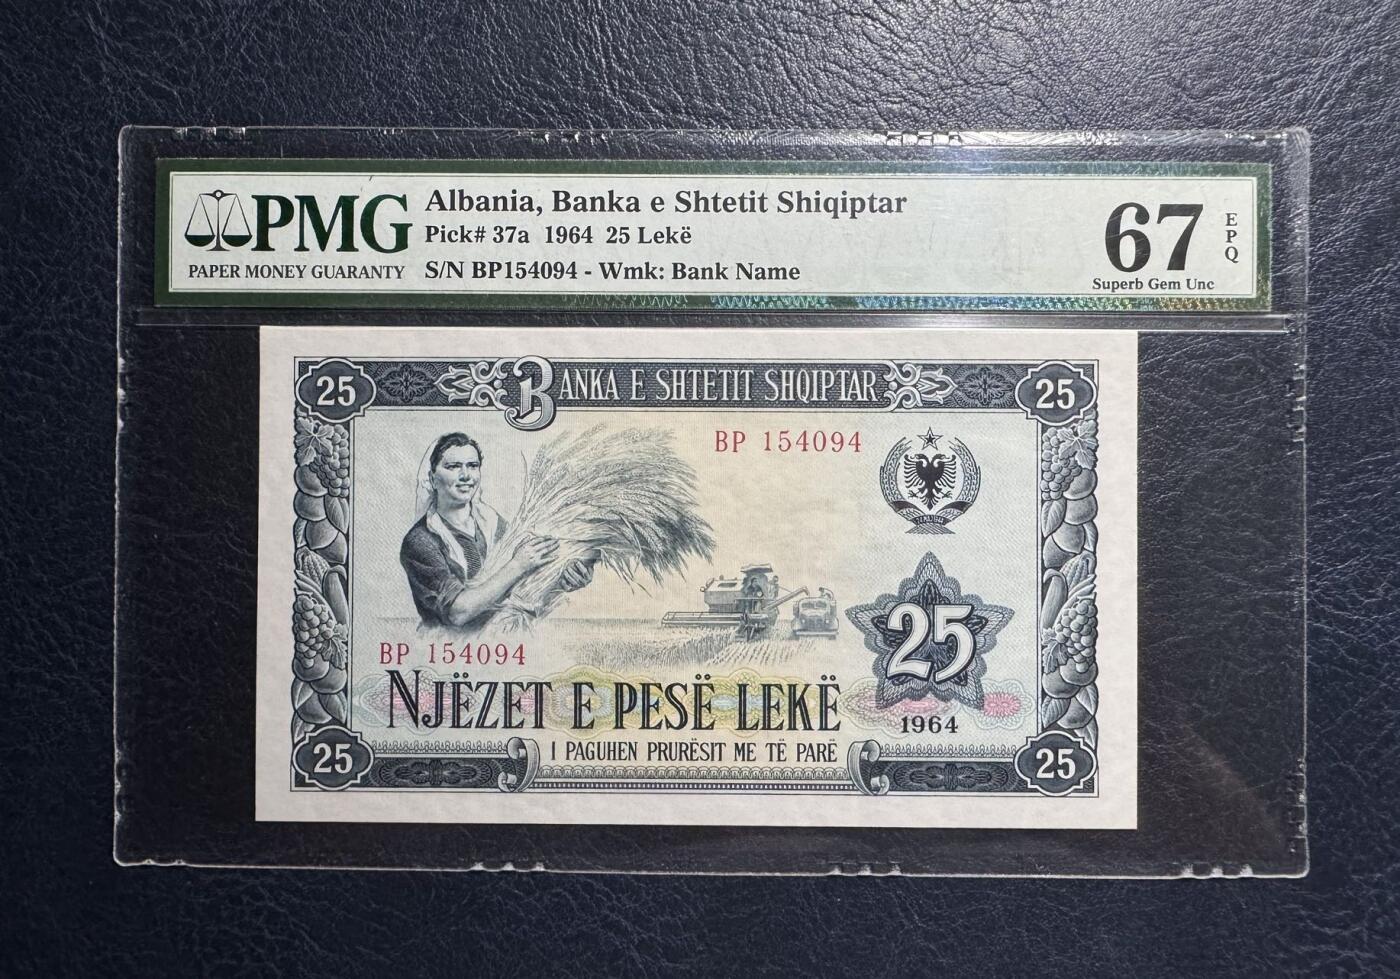 PMG
PAPER MONEY GUARANTY
Albania, Banka e Shtetit Shiqiptar
Pick# 37a 1964 25 Lekë
S/N BP154094 - Wmk: Bank Name
67
EPQ
Superb Gem Unc
25
BANKA E SHTETIT SHQIPTAR
25
BP 154094
25
BP 154094
NJËZET E PESË LEKË
1964
25
I PAGUHEN PRURËSIT ME TË PARË
25